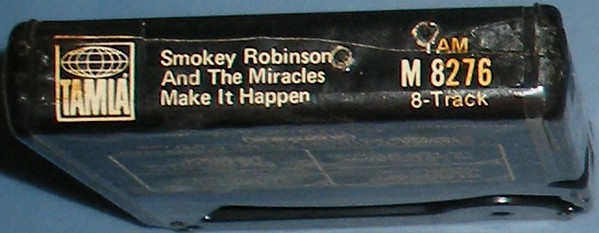 TAMLA
Smokey Robinson
And The Miracles
Make It Happen
TAM
M 8276
8-Track